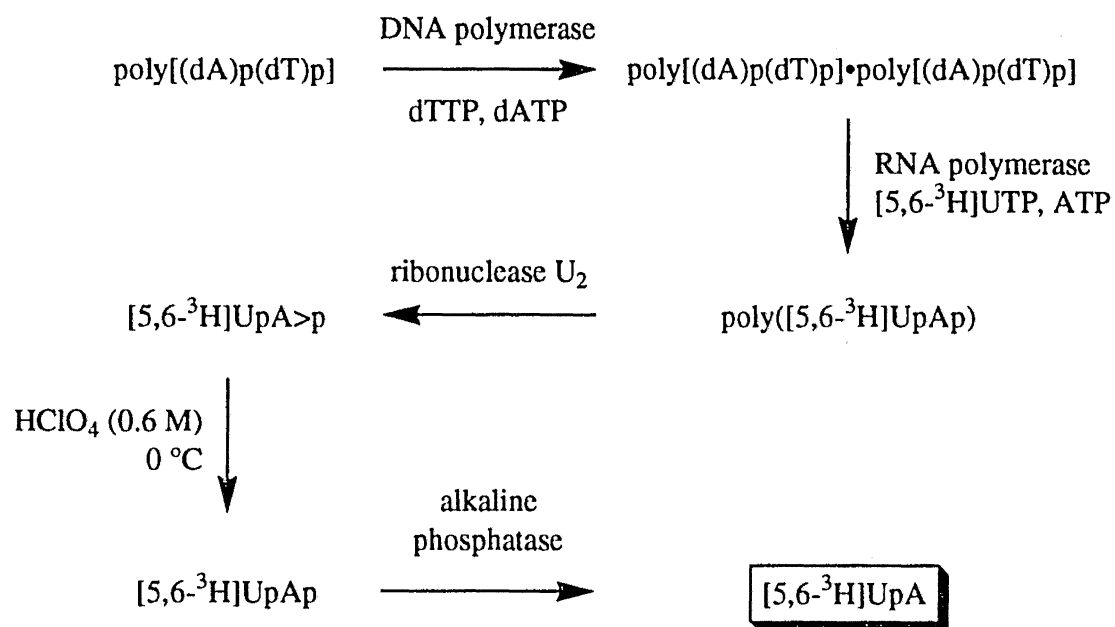 DNA polymerase
poly[(dA)p(dT)p]
poly[(dA)p(dT)p]•poly[(dA)p(dT)p]
dTTP, dATP
RNA polymerase
[5,6-³H]UTP, ATP
ribonuclease U₂
[5,6-³H]UpA>p
poly([5,6-³H]UpAp)
HClO₄ (0.6 M)
0 °C
alkaline
phosphatase
[5,6-³H]UpAp
[5,6-³H]UpA